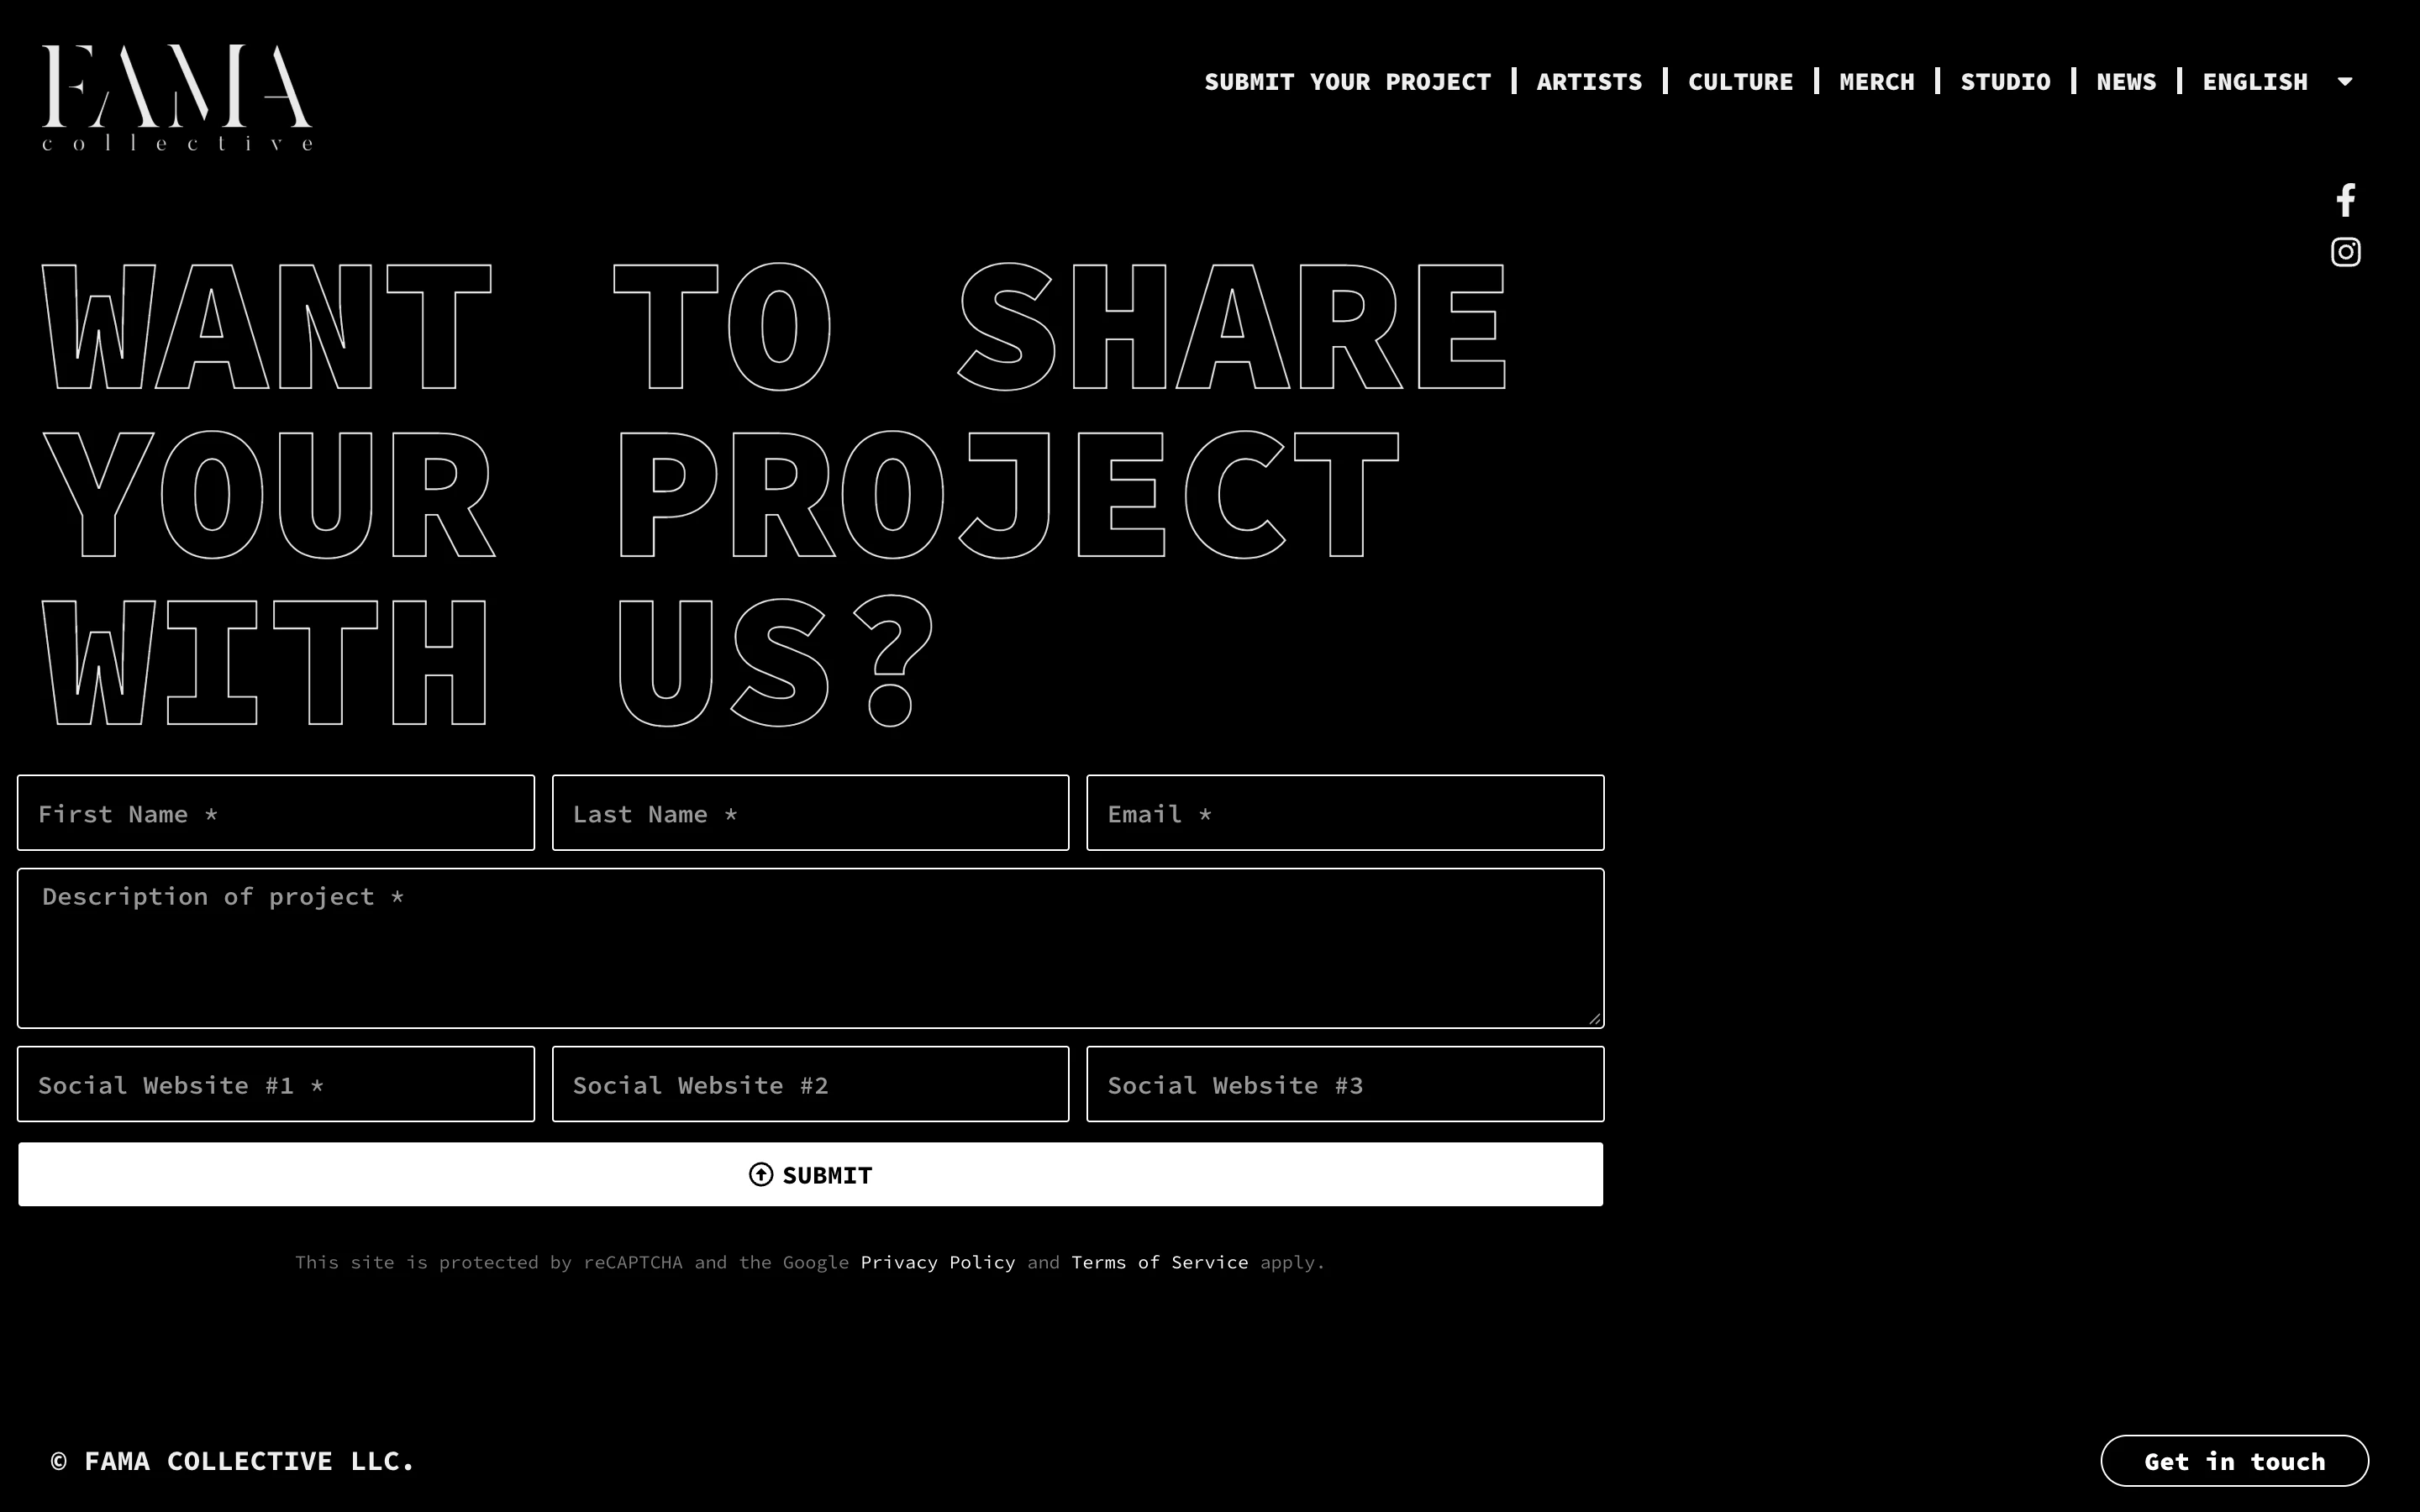 FAMA
collective
SUBMIT YOUR PROJECT | ARTISTS | CULTURE | MERCH | STUDIO | NEWS | ENGLISH
WANT TO SHARE
YOUR PROJECT
WITH US?
First Name * Last Name * Email *
Description of project *
Social Website #1 * Social Website #2 Social Website #3
SUBMIT
This site is protected by reCAPTCHA and the Google Privacy Policy and Terms of Service apply.
© FAMA COLLECTIVE LLC. Get in touch